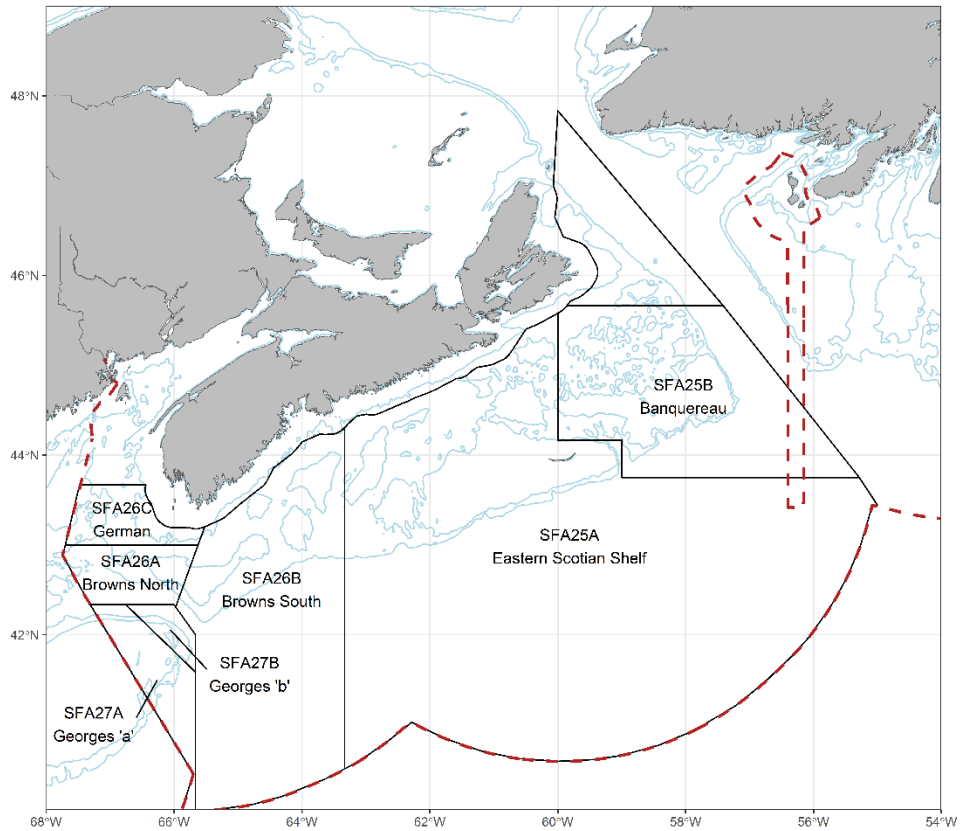 48°N
46°N
SFA25B
Banquereau
44°N
SFA26C
German
SFA25A
Eastern Scotian Shelf
SFA26A
Browns North
SFA26B
Browns South
42°N
SFA27B
Georges 'b'
SFA27A
Georges 'a'
68°W 66°W 64°W 62°W 60°W 58°W 56°W 54°W